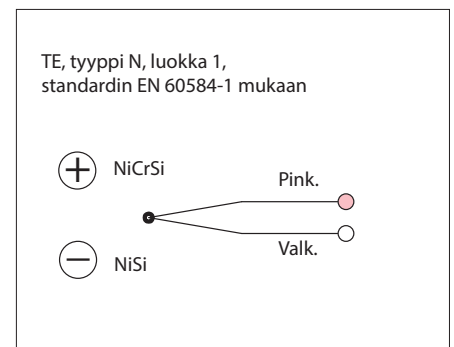 TE, tyyppi N, luokka 1,
standardin EN 60584-1 mukaan
+ NiCrSi
Pink.
Valk.
− NiSi